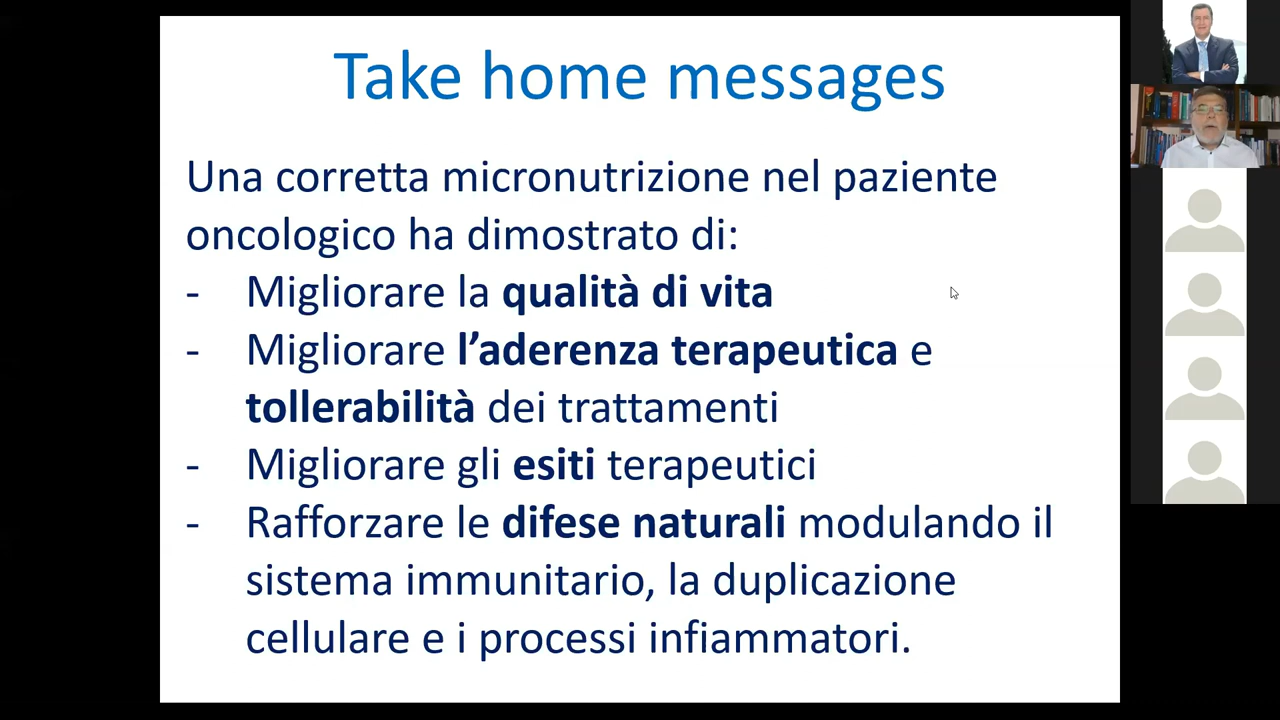 Take home messages
Una corretta micronutrizione nel paziente
oncologico ha dimostrato di:
- Migliorare la qualità di vita
- Migliorare l’aderenza terapeutica e
tollerabilità dei trattamenti
- Migliorare gli esiti terapeutici
- Rafforzare le difese naturali modulando il
sistema immunitario, la duplicazione
cellulare e i processi infiammatori.